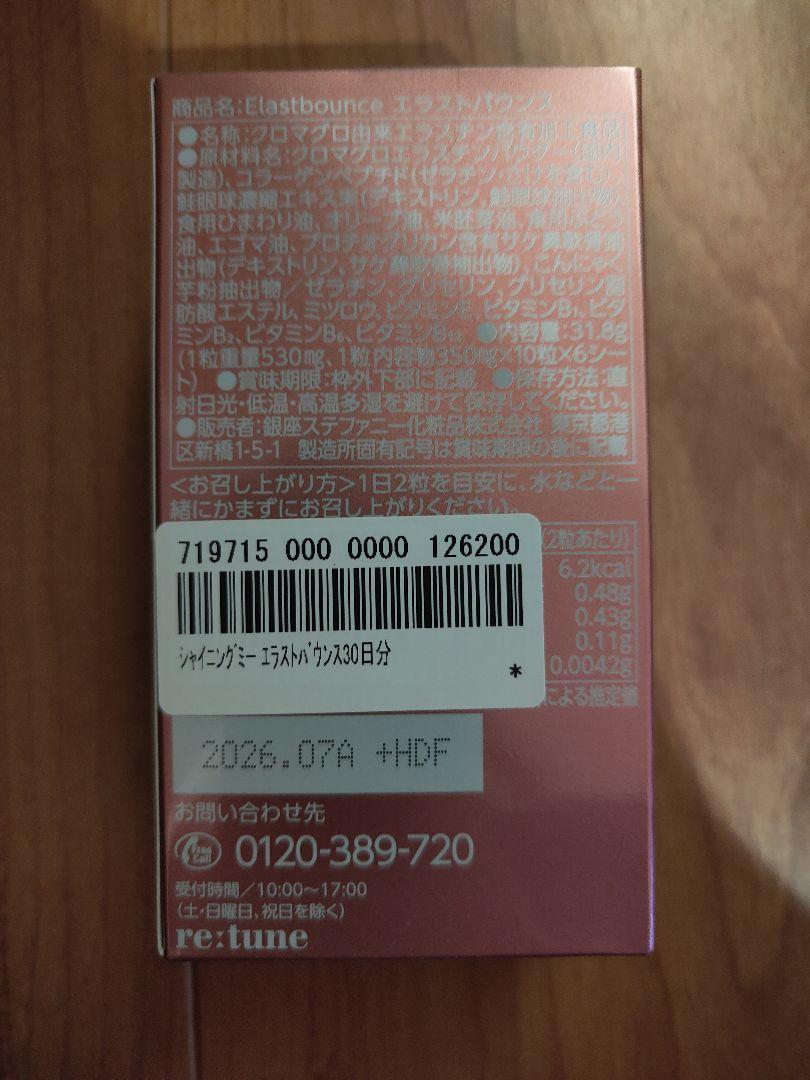 商品名:Elastbounce エラストバウンス
●名称:クロマグロ由来エラスチン含有加工食品
●原材料名:クロマグロエラスチンパウダー(国内
製造)、コラーゲンペプチド(ゼラチン・さけを含む)、
鮭眼球濃縮エキス末(デキストリン、鮭眼球抽出物)、
食用ひまわり油、オリーブ油、米胚芽油、食用ぶどう
油、エゴマ油、プロテオグリカン含有サケ鼻軟骨抽
出物(デキストリン、サケ鼻軟骨抽出物)、こんにゃく
芋粉抽出物/ゼラチン、グリセリン、グリセリン脂
肪酸エステル、ミツロウ、ビタミンE、ビタミンB₁、ビタ
ミンB₂、ビタミンB₆、ビタミンB₁₂ ●内容量:31.8g
(1粒重量530mg、1粒内容物350mg×10粒×6シー
ト) ●賞味期限:枠外下部に記載 ●保存方法:直
射日光・低温・高温多湿を避けて保存してください。
●販売者:銀座ステファニー化粧品株式会社 東京都港
区新橋1-5-1 製造所固有記号は賞味期限の後に記載
<お召し上がり方>1日2粒を目安に、水などと一
緒にかまずにお召し上がりください。
(2粒あたり)
6.2kcal
0.48g
0.43g
0.11g
0.0042g
による推定値
719715 000 0000 126200
シャイニングミー エラストバウンス30日分
*
2026.07A +HDF
お問い合わせ先
Free Call 0120-389-720
受付時間/10:00~17:00
(土・日曜日、祝日を除く)
re:tune